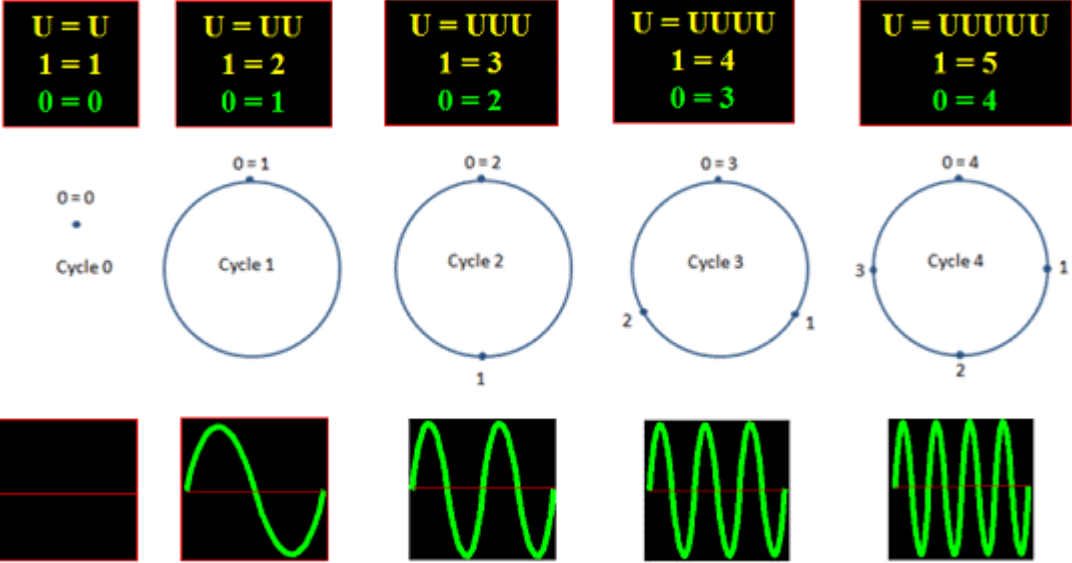 U = U
1 = 1
0 = 0
U = UU
1 = 2
0 = 1
U = UUU
1 = 3
0 = 2
U = UUUU
1 = 4
0 = 3
U = UUUUU
1 = 5
0 = 4
0 = 0
Cycle 0
0 = 1
Cycle 1
0 = 2
Cycle 2
1
0 = 3
Cycle 3
2
1
0 = 4
3
Cycle 4
1
2